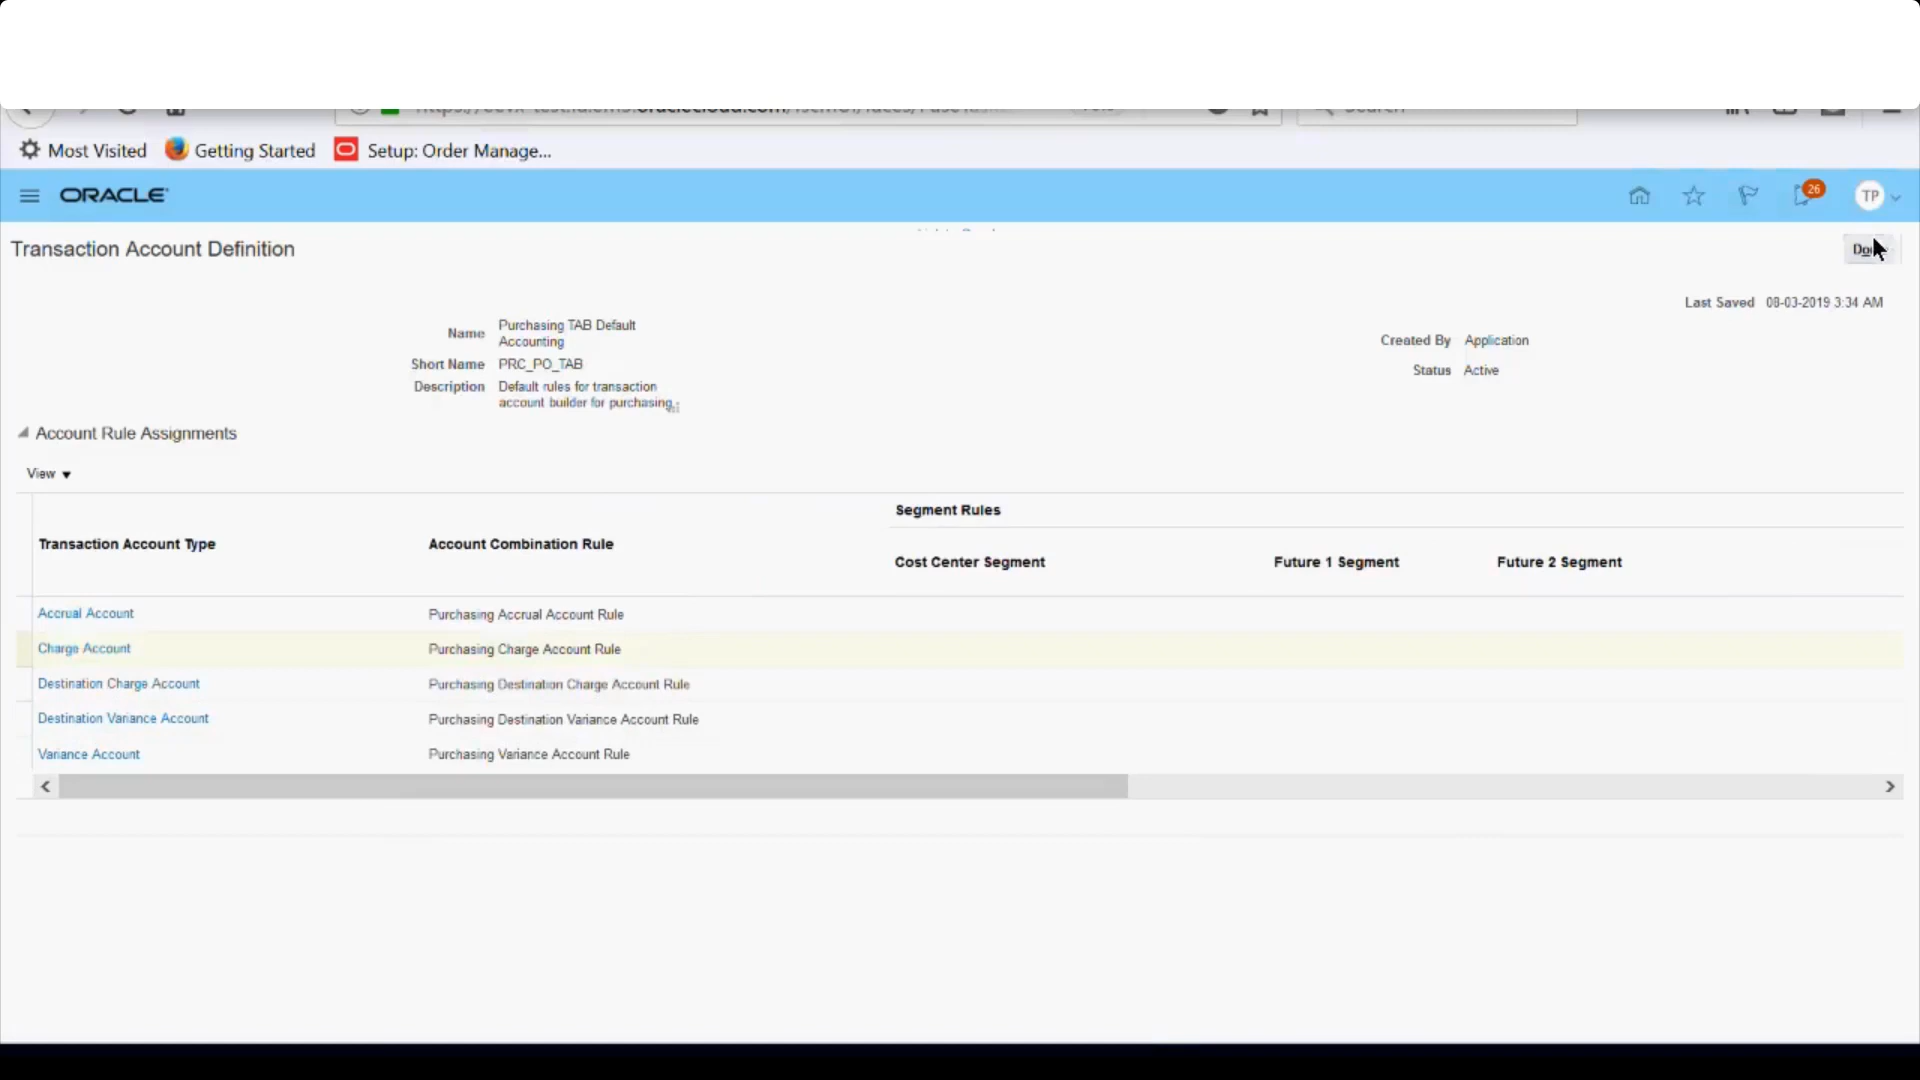 Most Visited Getting Started Setup: Order Manage...
ORACLE 26 TP
Transaction Account Definition
Last Saved 08-03-2019 3:34 AM
Name Purchasing TAB Default
Accounting
Created By Application
Short Name PRC_PO_TAB
Status Active
Description Default rules for transaction
account builder for purchasing
Account Rule Assignments
View
Segment Rules
Transaction Account Type Account Combination Rule
Cost Center Segment Future 1 Segment Future 2 Segment
Accrual Account Purchasing Accrual Account Rule
Charge Account Purchasing Charge Account Rule
Destination Charge Account Purchasing Destination Charge Account Rule
Destination Variance Account Purchasing Destination Variance Account Rule
Variance Account Purchasing Variance Account Rule